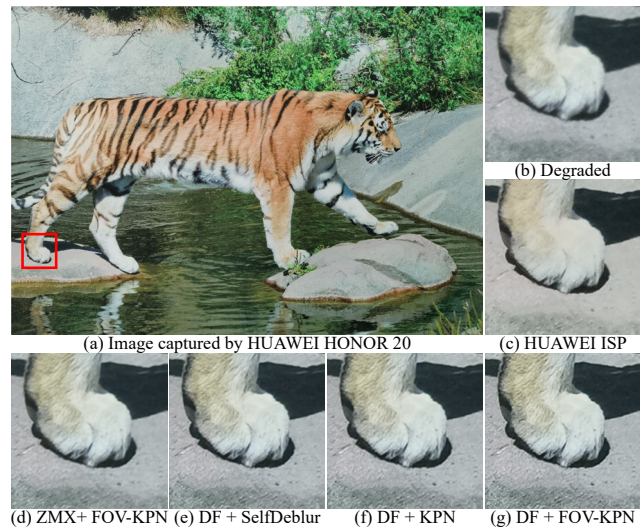 (b) Degraded
(a) Image captured by HUAWEI HONOR 20
(c) HUAWEI ISP
(d) ZMX+ FOV-KPN
(e) DF + SelfDeblur
(f) DF + KPN
(g) DF + FOV-KPN